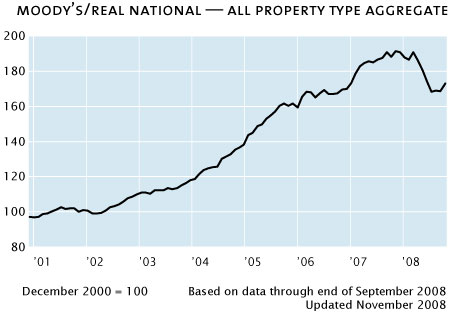 MOODY'S/REAL NATIONAL — ALL PROPERTY TYPE AGGREGATE
200
180
160
140
120
100
80
'01 '02 '03 '04 '05 '06 '07 '08
December 2000 = 100
Based on data through end of September 2008
Updated November 2008